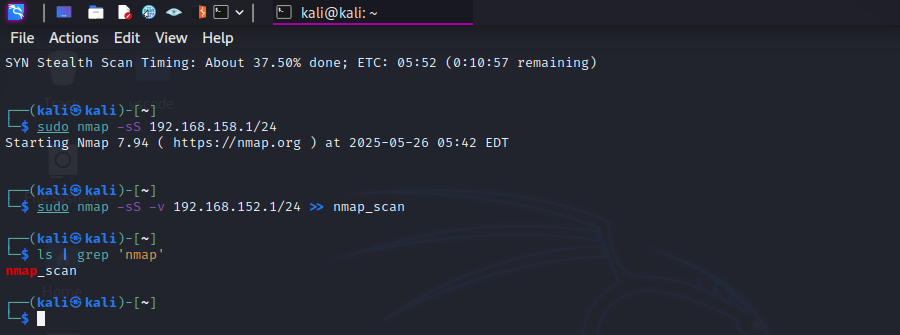 kali@kali: ~
File Actions Edit View Help
SYN Stealth Scan Timing: About 37.50% done; ETC: 05:52 (0:10:57 remaining)
┌──(kali㉿kali)-[~]
└─$ sudo nmap -sS 192.168.158.1/24
Starting Nmap 7.94 ( https://nmap.org ) at 2025-05-26 05:42 EDT
┌──(kali㉿kali)-[~]
└─$ sudo nmap -sS -v 192.168.152.1/24 >> nmap_scan
┌──(kali㉿kali)-[~]
└─$ ls | grep 'nmap'
nmap_scan
Home
┌──(kali㉿kali)-[~]
└─$